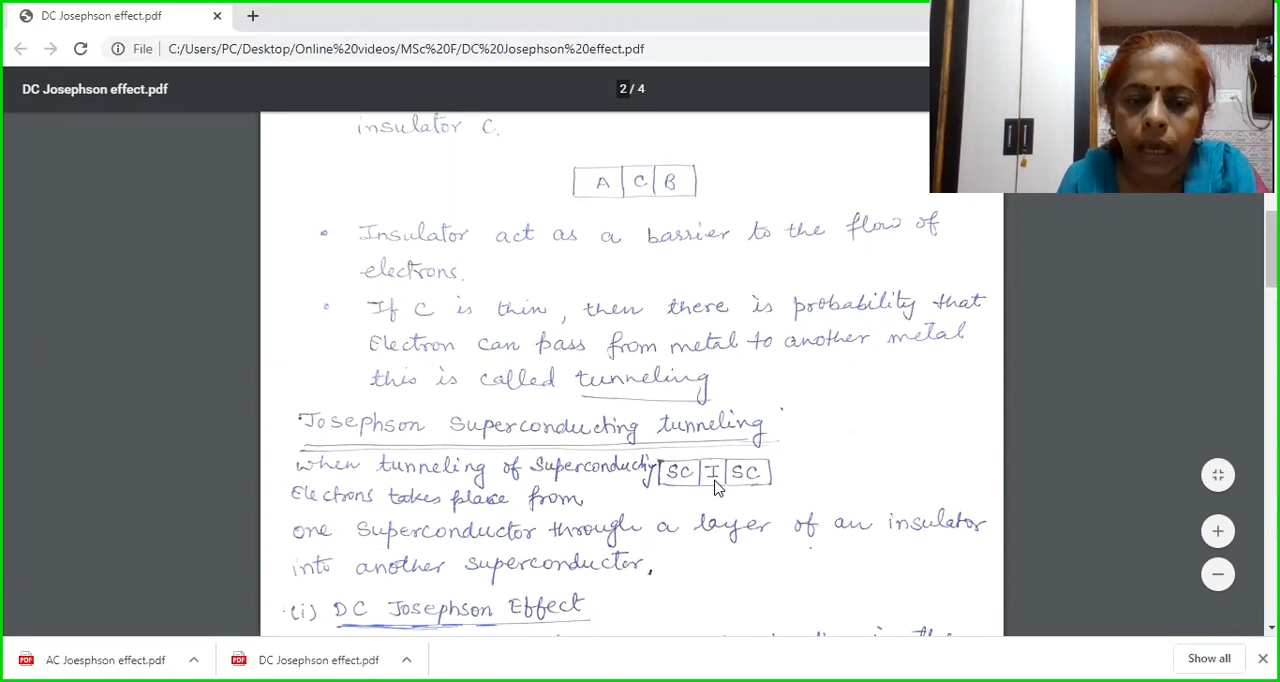 DC Josephson effect.pdf
File C:/Users/PC/Desktop/Online%20videos/MSc%20F/DC%20Josephson%20effect.pdf
DC Josephson effect.pdf
2 / 4
insulator C.
A C B
• Insulator act as a barrier to the flow of
electrons.
• If C is thin, then there is probability that
Electron can pass from metal to another metal
this is called tunneling
Josephson Superconducting tunneling
when tunneling of Superconducting SC I SC
Electrons takes place from
one superconductor through a layer of an insulator
into another superconductor.
(i) DC Josephson Effect
AC Joesphson effect.pdf
DC Josephson effect.pdf
Show all